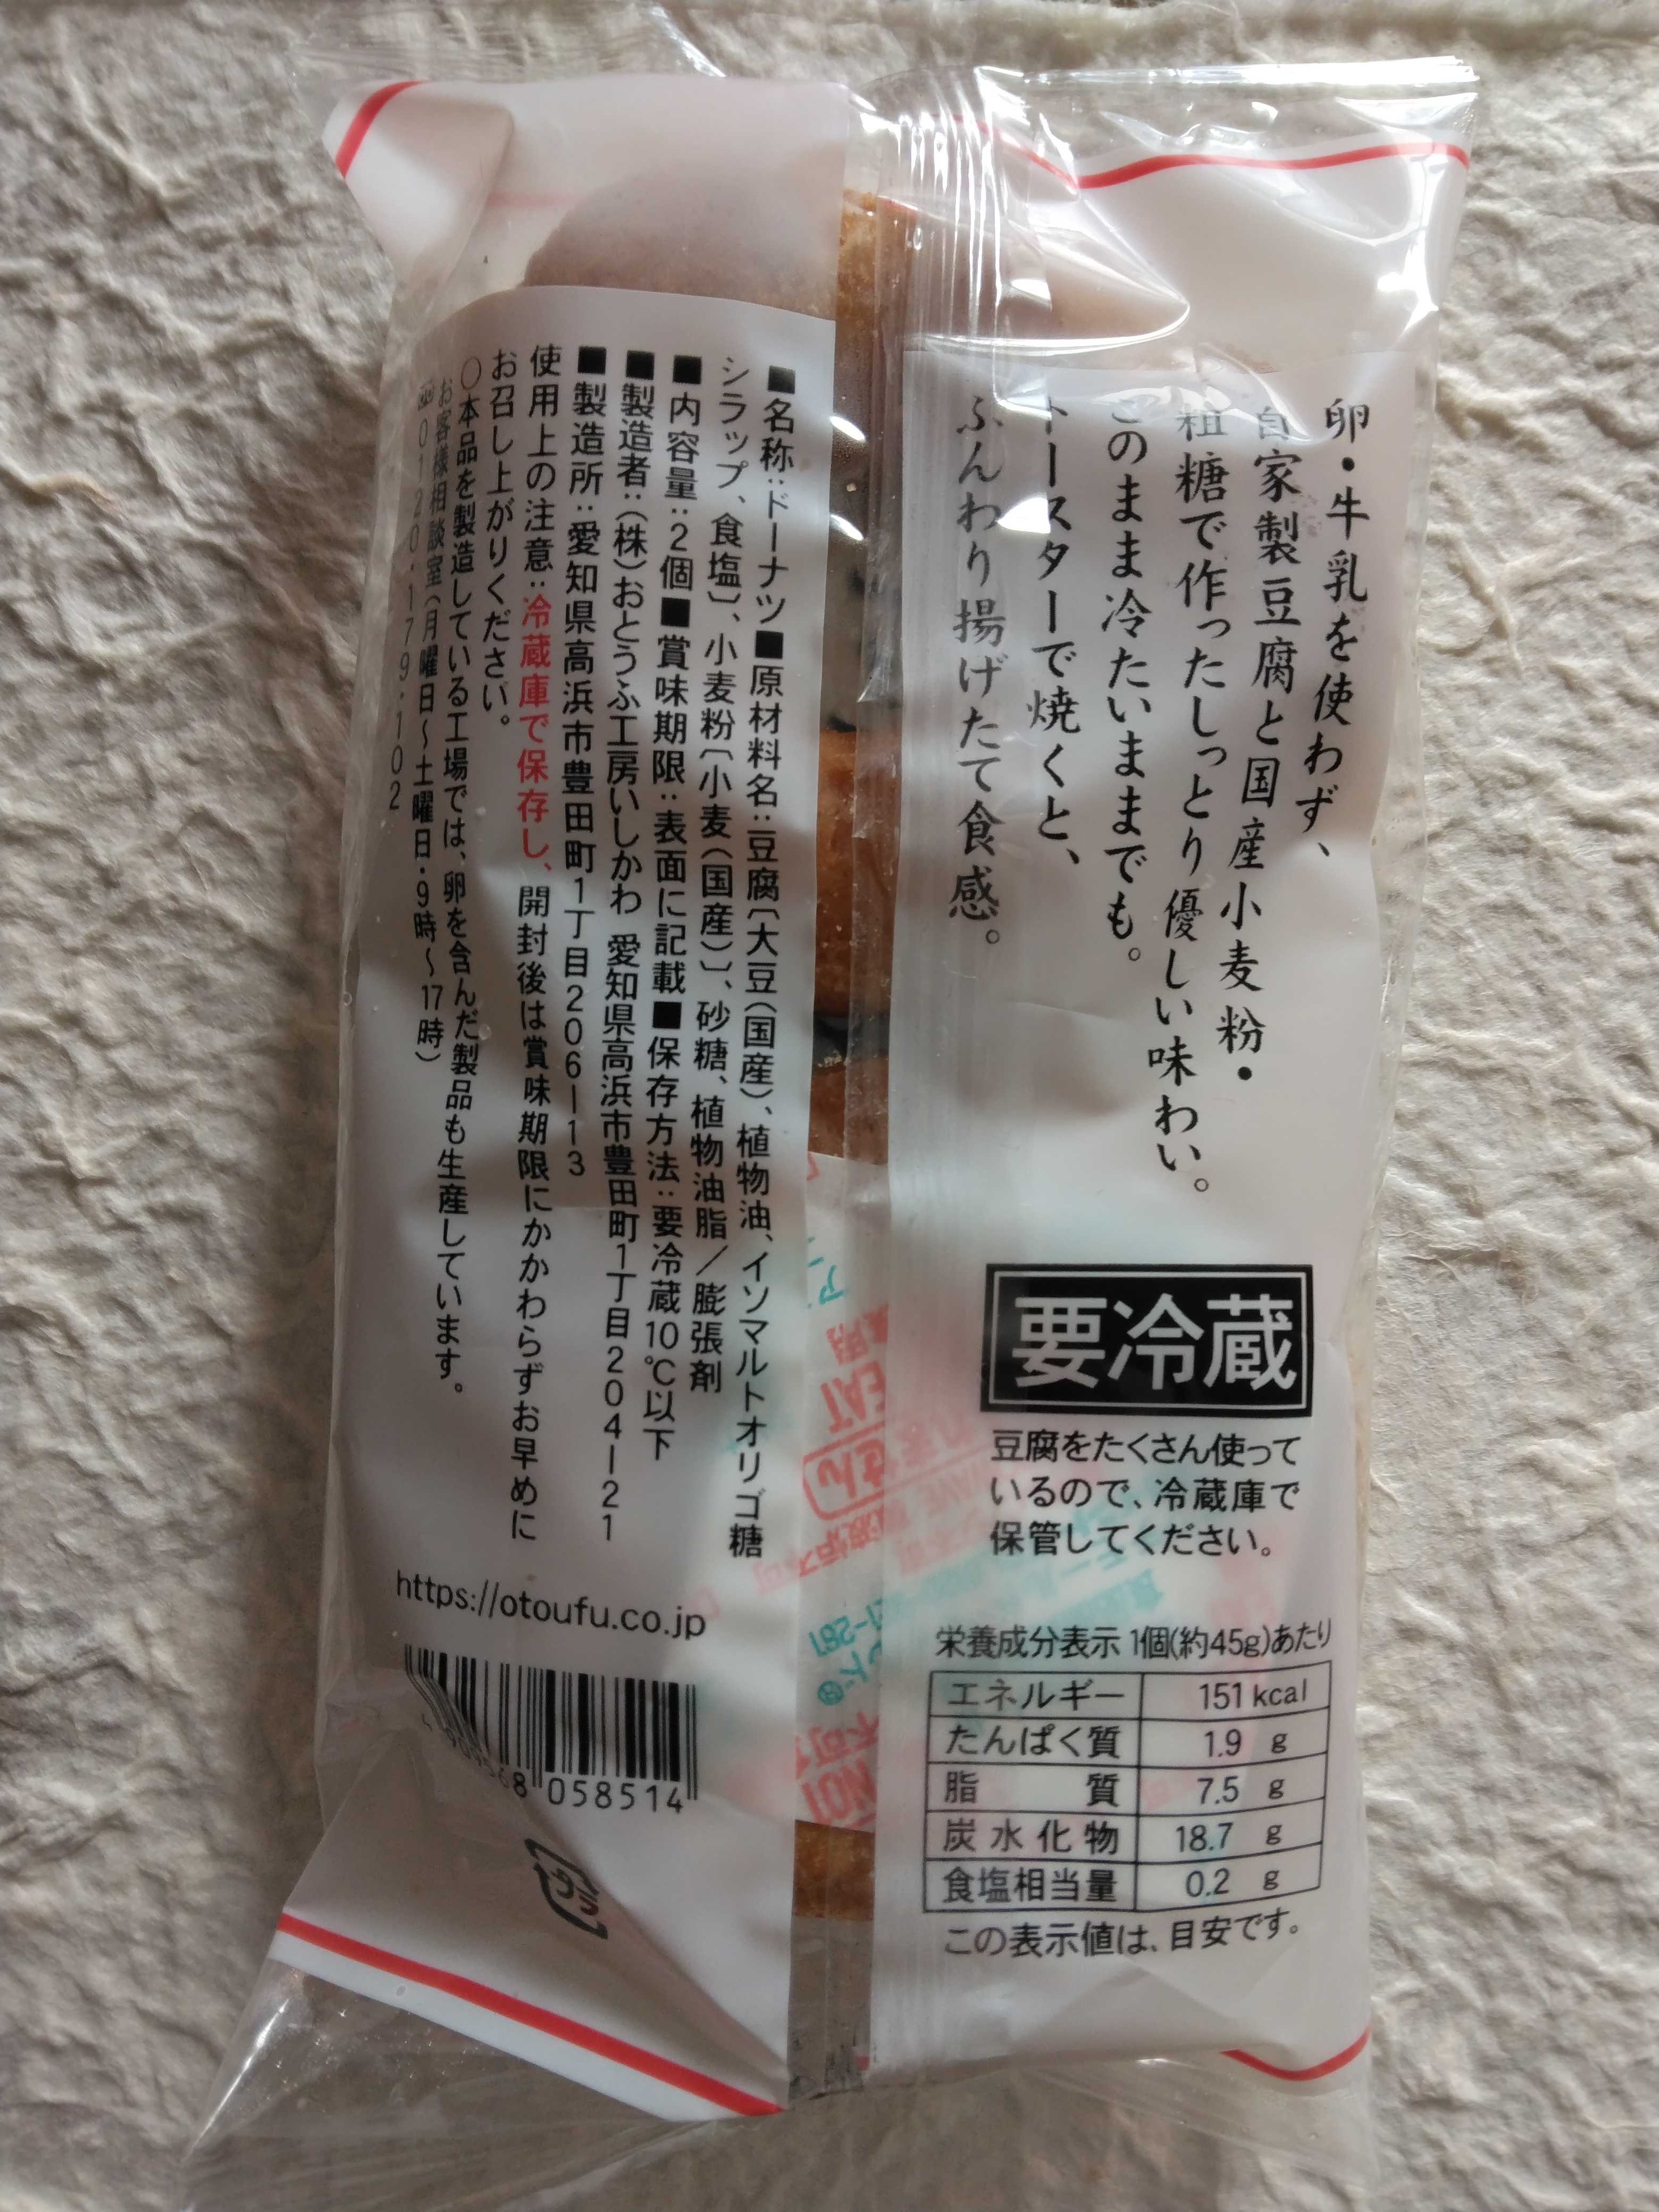 卵・牛乳を使わず、
自家製豆腐と国産小麦粉・
粗糖で作ったしっとり優しい味わい。
このまま冷たいままでも。
トースターで焼くと、
ふんわり揚げたて食感。
要冷蔵
豆腐をたくさん使って
いるので、冷蔵庫で
保管してください。
栄養成分表示 1個(約45g)あたり
エネルギー 151kcal
たんぱく質 1.9 g
脂質 7.5 g
炭水化物 18.7 g
食塩相当量 0.2 g
この表示値は、目安です。
■名称:ドーナツ■原材料名:豆腐〔大豆(国産)、植物油、イソマルトオリゴ糖
シラップ、食塩〕、小麦粉〔小麦(国産)〕、砂糖、植物油脂/膨張剤
■内容量:2個■賞味期限:表面に記載■保存方法:要冷蔵10℃以下
■製造者:(株)おとうふ工房いしかわ 愛知県高浜市豊田町1丁目204-21
■製造所:愛知県高浜市豊田町1丁目206-13
使用上の注意:冷蔵庫で保存し、開封後は賞味期限にかかわらずお早めに
お召し上がりください。
○本品を製造している工場では、卵を含んだ製品も生産しています。
お客様相談室(月曜日～土曜日・9時～17時)
0120-179-102
https://otoufu.co.jp
8 058514
EAT
NOT